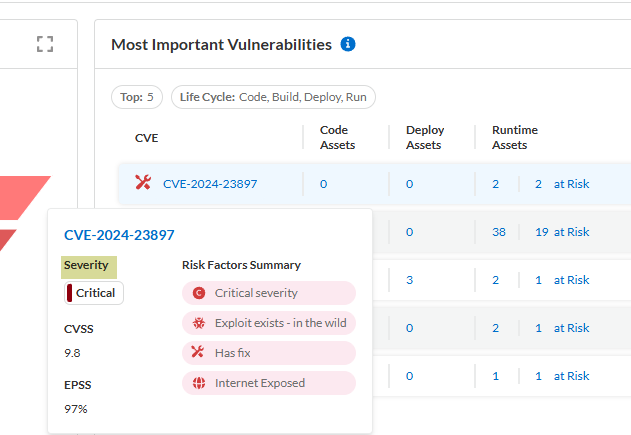 Most Important Vulnerabilities
Top: 5
Life Cycle: Code, Build, Deploy, Run
CVE Code Assets Deploy Assets Runtime Assets
CVE-2024-23897 0 0 2 2 at Risk
0 38 19 at Risk
3 2 1 at Risk
0 2 1 at Risk
0 1 1 at Risk
CVE-2024-23897
Severity
Critical
CVSS
9.8
EPSS
97%
Risk Factors Summary
Critical severity
Exploit exists - in the wild
Has fix
Internet Exposed